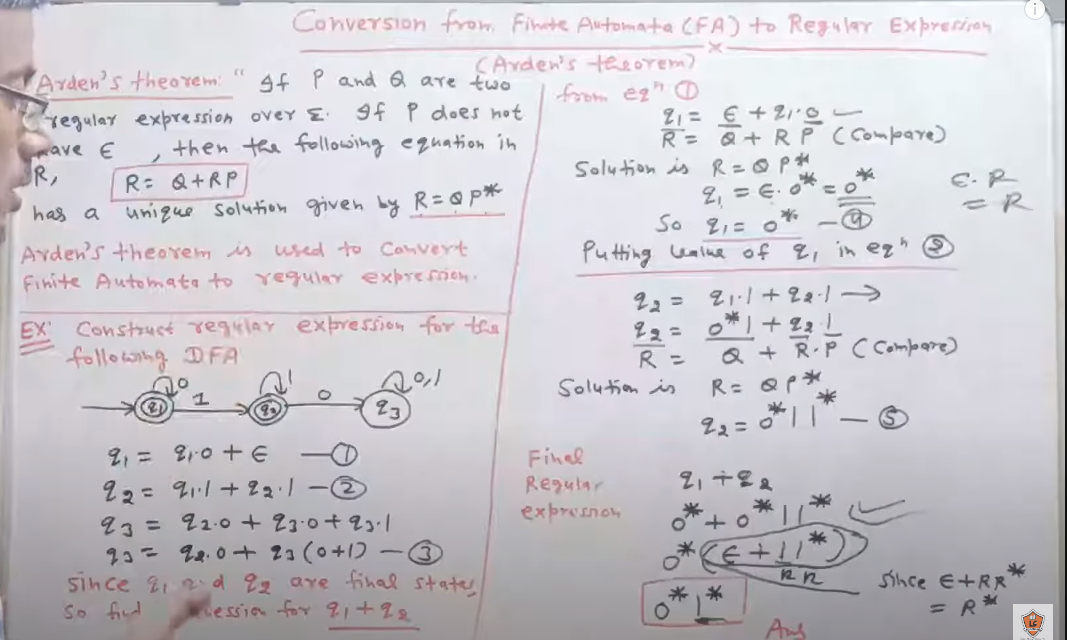 Conversion from Finite Automata (FA) to Regular Expression
(Arden's theorem)
Arden's theorem: " If P and Q are two
regular expression over Σ. If P does not
have ϵ , then the following equation in
R, R = Q+RP
has a unique solution given by R = QP*
Arden's theorem is used to convert
Finite Automata to regular expression.
EX: Construct regular expression for the
following DFA
0 1 0,1
q1 1 q2 0 q3
q1 = q1.0 + ϵ — ①
q2 = q1.1 + q2.1 — ②
q3 = q2.0 + q3.0 + q3.1
q3 = q2.0 + q3(0+1) — ③
since q1 and q2 are final states
so find expression for q1 + q2
from eqn ①
q1 = ϵ + q1.0
R = Q + R P (Compare)
Solution is R = QP*
q1 = ϵ.0* = 0*
ϵ.R
= R
So q1 = 0* — ④
Putting value of q1 in eqn ②
q2 = q1.1 + q2.1 →
q2 = 0*1 + q2.1
R = Q + R.P (Compare)
Solution is R = QP*
q2 = 0*11* — ⑤
Final
Regular
expression
q1 + q2
0* + 0*11*
0*(ϵ + 11*)
RR
since ϵ+RR*
= R*
0*1*
Ans